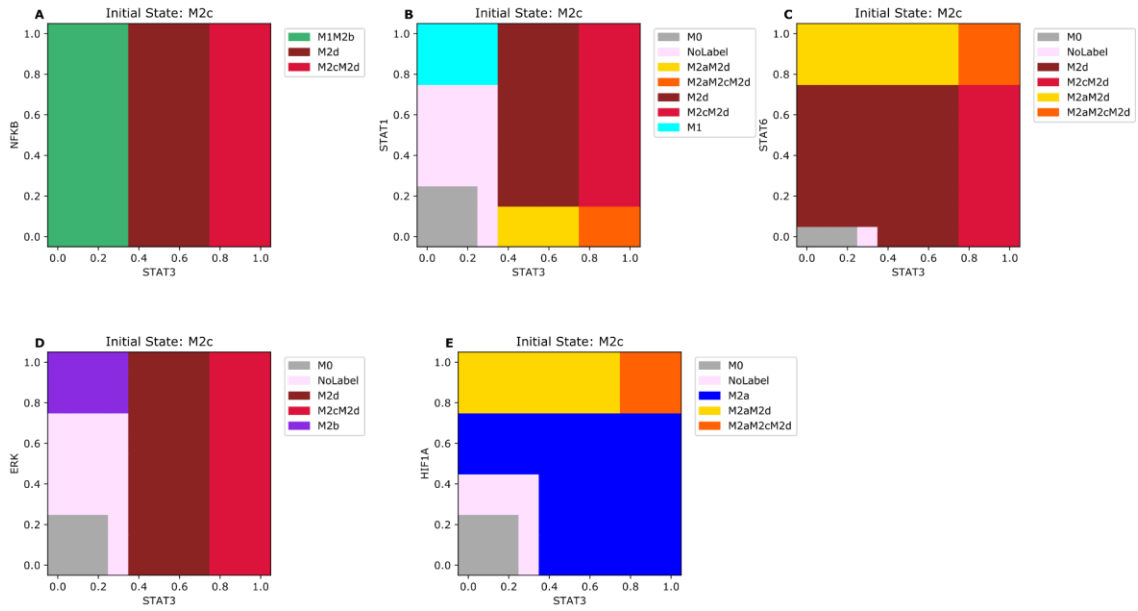 A
Initial State: M2c
NFKB
1.0
0.8
0.6
0.4
0.2
0.0
0.0 0.2 0.4 0.6 0.8 1.0
STAT3
M1M2b
M2d
M2cM2d
B
Initial State: M2c
STAT1
1.0
0.8
0.6
0.4
0.2
0.0
0.0 0.2 0.4 0.6 0.8 1.0
STAT3
M0
NoLabel
M2aM2d
M2aM2cM2d
M2d
M2cM2d
M1
C
Initial State: M2c
STAT6
1.0
0.8
0.6
0.4
0.2
0.0
0.0 0.2 0.4 0.6 0.8 1.0
STAT3
M0
NoLabel
M2d
M2cM2d
M2aM2d
M2aM2cM2d
D
Initial State: M2c
ERK
1.0
0.8
0.6
0.4
0.2
0.0
0.0 0.2 0.4 0.6 0.8 1.0
STAT3
M0
NoLabel
M2d
M2cM2d
M2b
E
Initial State: M2c
HIF1A
1.0
0.8
0.6
0.4
0.2
0.0
0.0 0.2 0.4 0.6 0.8 1.0
STAT3
M0
NoLabel
M2a
M2aM2d
M2aM2cM2d